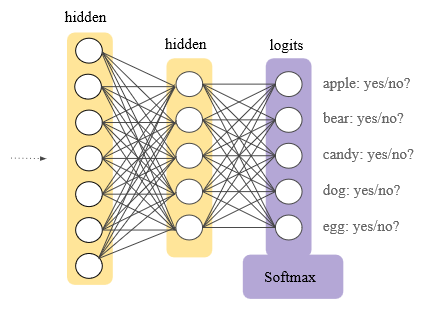 hidden
hidden
logits
apple: yes/no?
bear: yes/no?
candy: yes/no?
dog: yes/no?
egg: yes/no?
Softmax